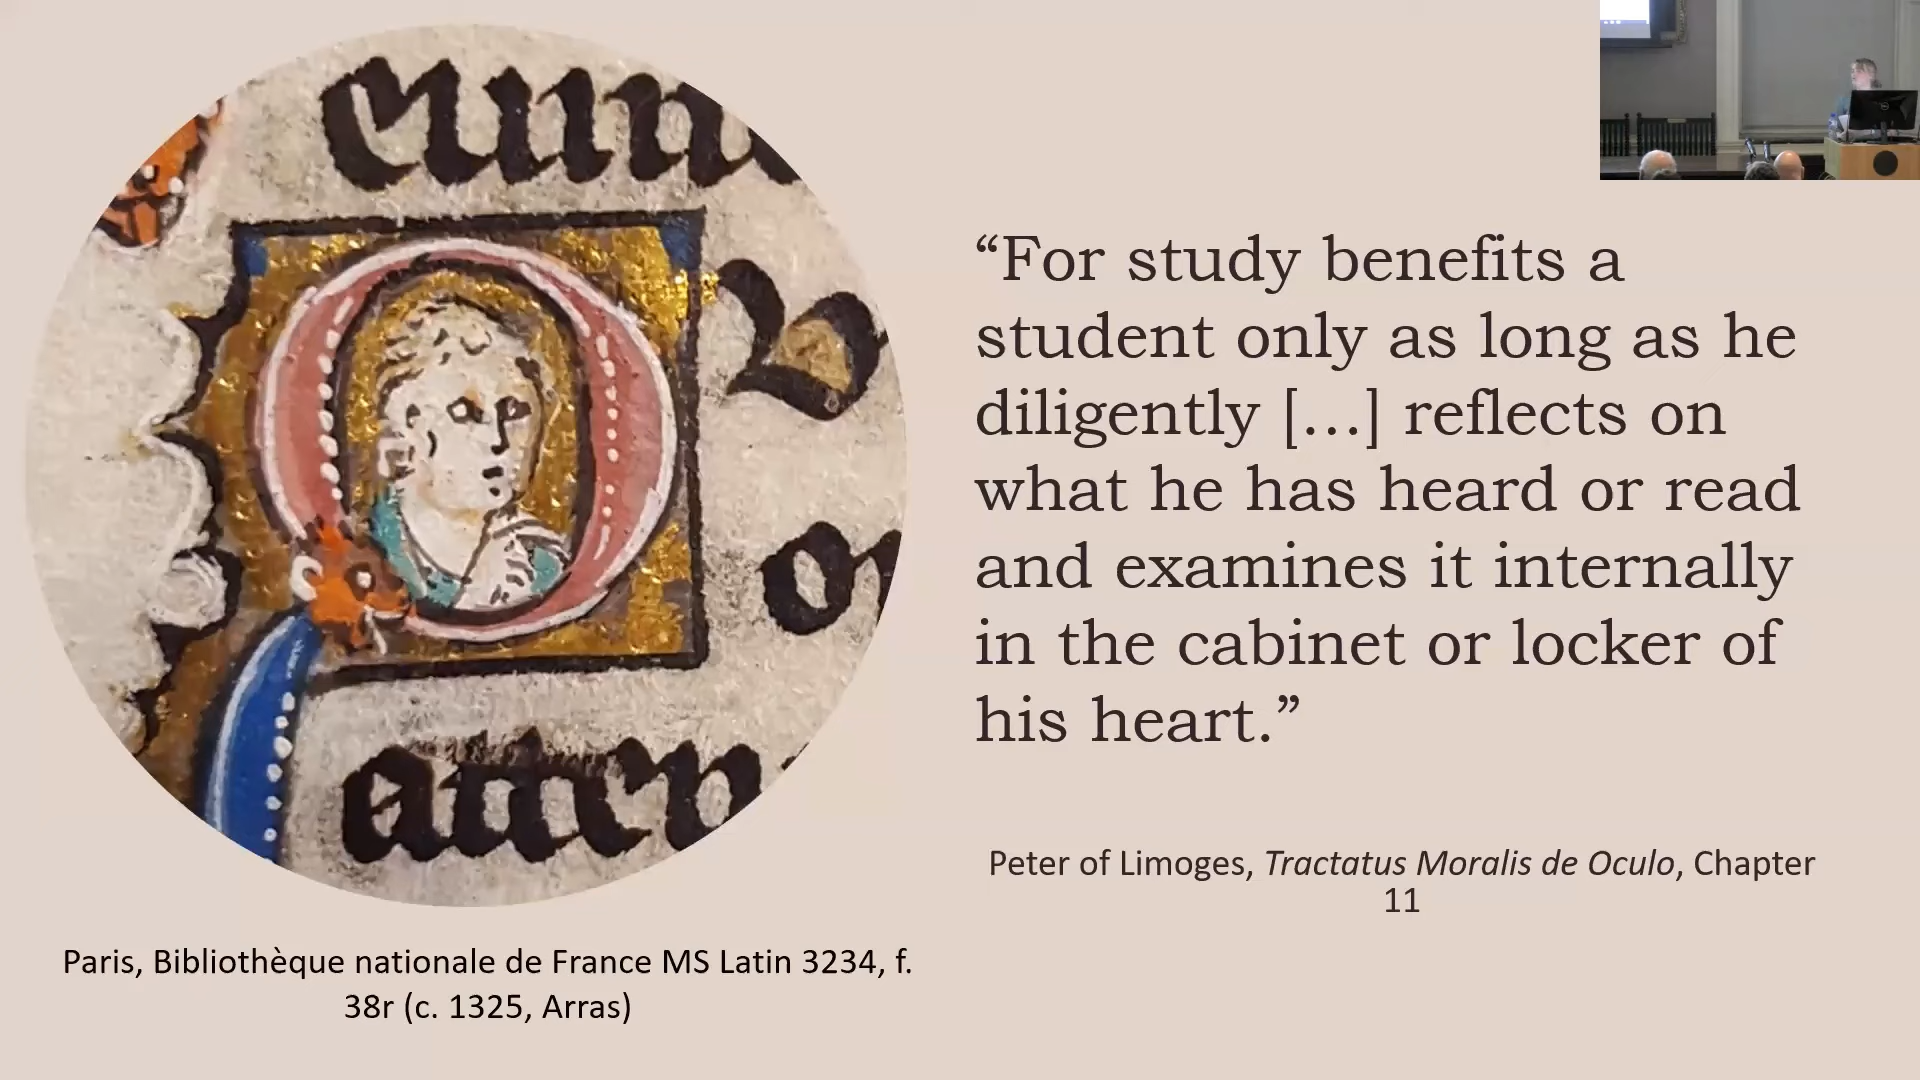 “For study benefits a
student only as long as he
diligently […] reflects on
what he has heard or read
and examines it internally
in the cabinet or locker of
his heart.”
Peter of Limoges, Tractatus Moralis de Oculo, Chapter
11
Paris, Bibliothèque nationale de France MS Latin 3234, f.
38r (c. 1325, Arras)